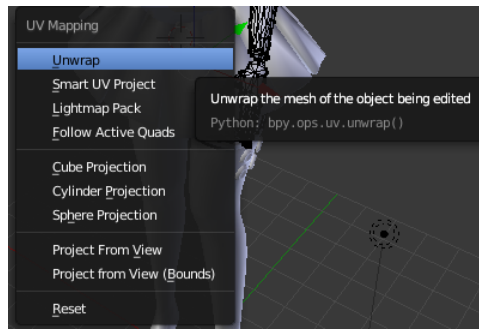 UV Mapping
Unwrap
Smart UV Project
Lightmap Pack
Follow Active Quads
Cube Projection
Cylinder Projection
Sphere Projection
Project From View
Project from View (Bounds)
Reset
Unwrap the mesh of the object being edited
Python: bpy.ops.uv.unwrap()